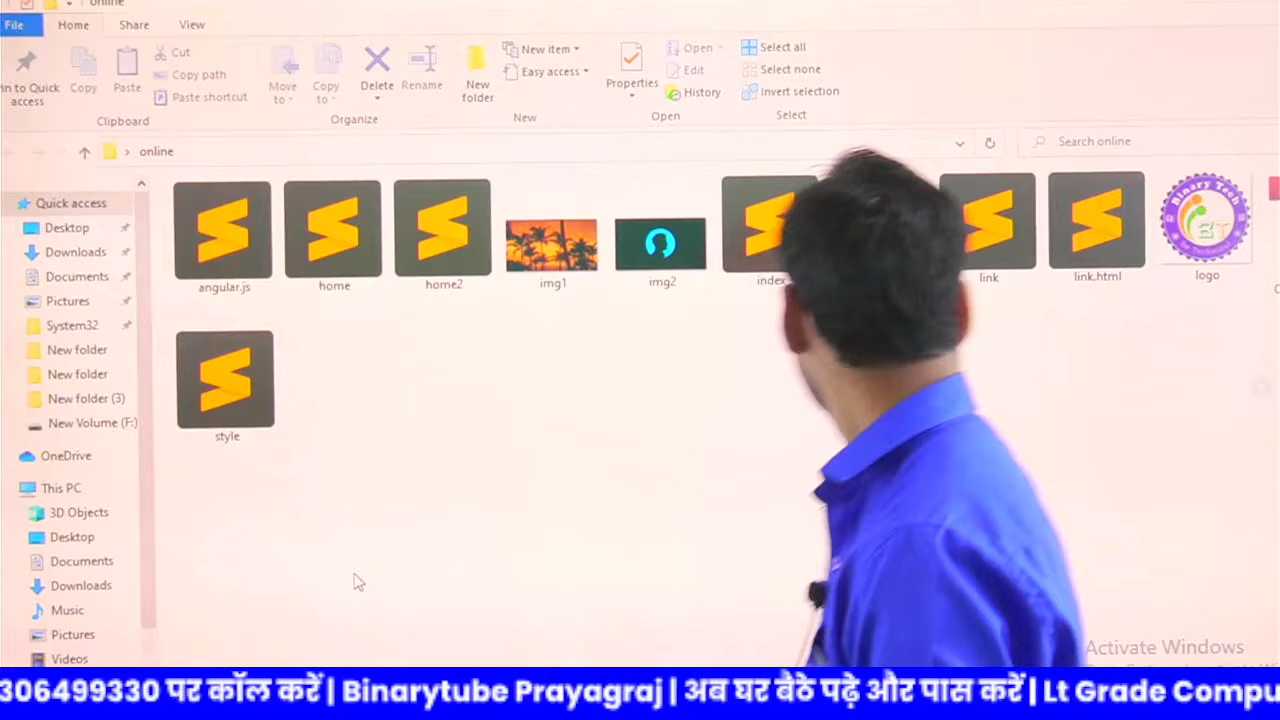 online
File Home Share View
in to Quick access
Copy
Paste
Cut
Copy path
Paste shortcut
Clipboard
Move to
Copy to
Delete
Rename
Organize
New folder
New item
Easy access
New
Properties
Open
Edit
History
Open
Select all
Select none
Invert selection
Select
online
Search online
Quick access
Desktop
Downloads
Documents
Pictures
System32
New folder
New folder
New folder (3)
New Volume (F:)
OneDrive
This PC
3D Objects
Desktop
Documents
Downloads
Music
Pictures
Videos
angular.js
home
home2
img1
img2
index
link
link.html
Binary Tech
BT
logo
style
Activate Windows
306499330 पर कॉल करें | Binarytube Prayagraj | अब घर बैठे पढ़े और पास करें | Lt Grade Compu